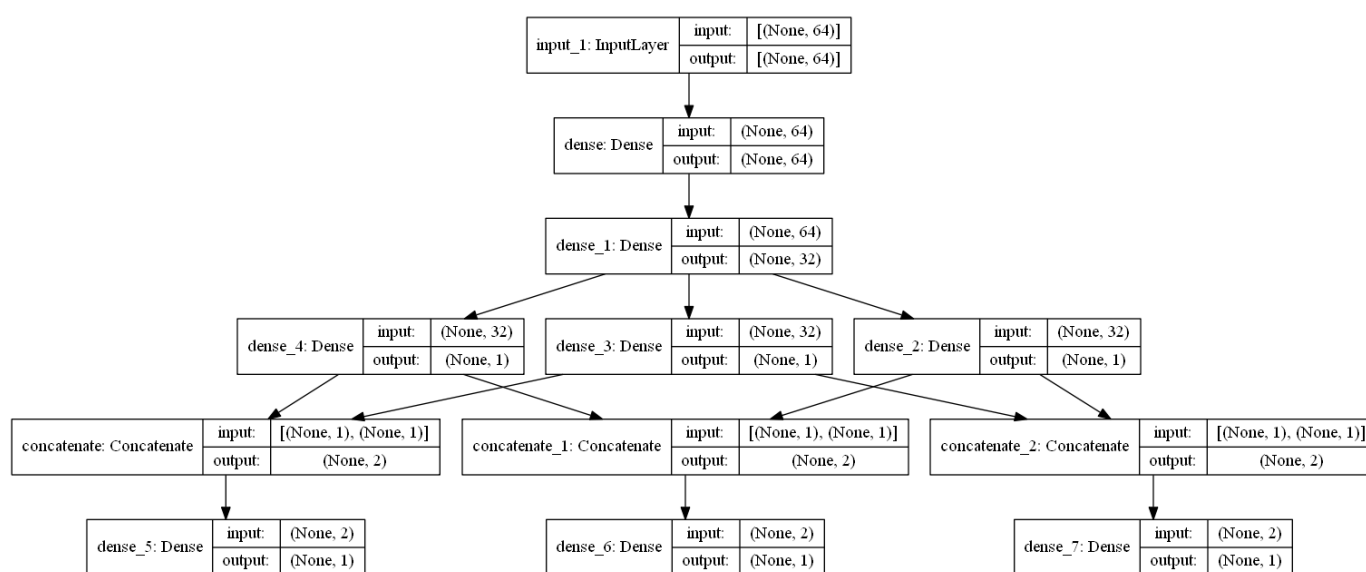 input_1: InputLayer
input: [(None, 64)]
output: [(None, 64)]
dense: Dense
input: (None, 64)
output: (None, 64)
dense_1: Dense
input: (None, 64)
output: (None, 32)
dense_4: Dense
input: (None, 32)
output: (None, 1)
dense_3: Dense
input: (None, 32)
output: (None, 1)
dense_2: Dense
input: (None, 32)
output: (None, 1)
concatenate: Concatenate
input: [(None, 1), (None, 1)]
output: (None, 2)
concatenate_1: Concatenate
input: [(None, 1), (None, 1)]
output: (None, 2)
concatenate_2: Concatenate
input: [(None, 1), (None, 1)]
output: (None, 2)
dense_5: Dense
input: (None, 2)
output: (None, 1)
dense_6: Dense
input: (None, 2)
output: (None, 1)
dense_7: Dense
input: (None, 2)
output: (None, 1)